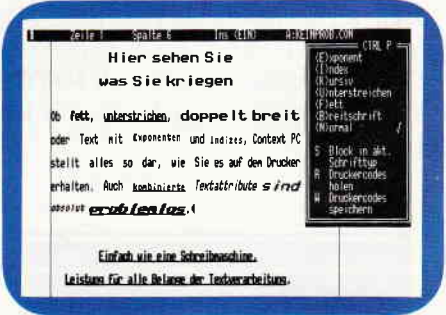 1 Zeile 1 Spalte 6 Ins (EIN) A:KEINPROB.CON
Hier sehen Sie
was Sie kriegen
Ob fett, unterstrichen, doppelt breit
oder Text mit Exponenten und Indizes, Context PC
stellt alles so dar, wie Sie es auf dem Drucker
erhalten. Auch kombinierte Textattribute sind
absolut problemlos.
Einfach wie eine Schreibmaschine.
Leistung für alle Belange der Textverarbeitung.
CTRL P
(E)xponent
(I)ndex
(K)ursiv
(U)nterstreichen
(F)ett
(B)reitschrift
(N)ormal √
S Block in akt.
Schrifttyp
R Druckercodes
holen
W Druckercodes
speichern